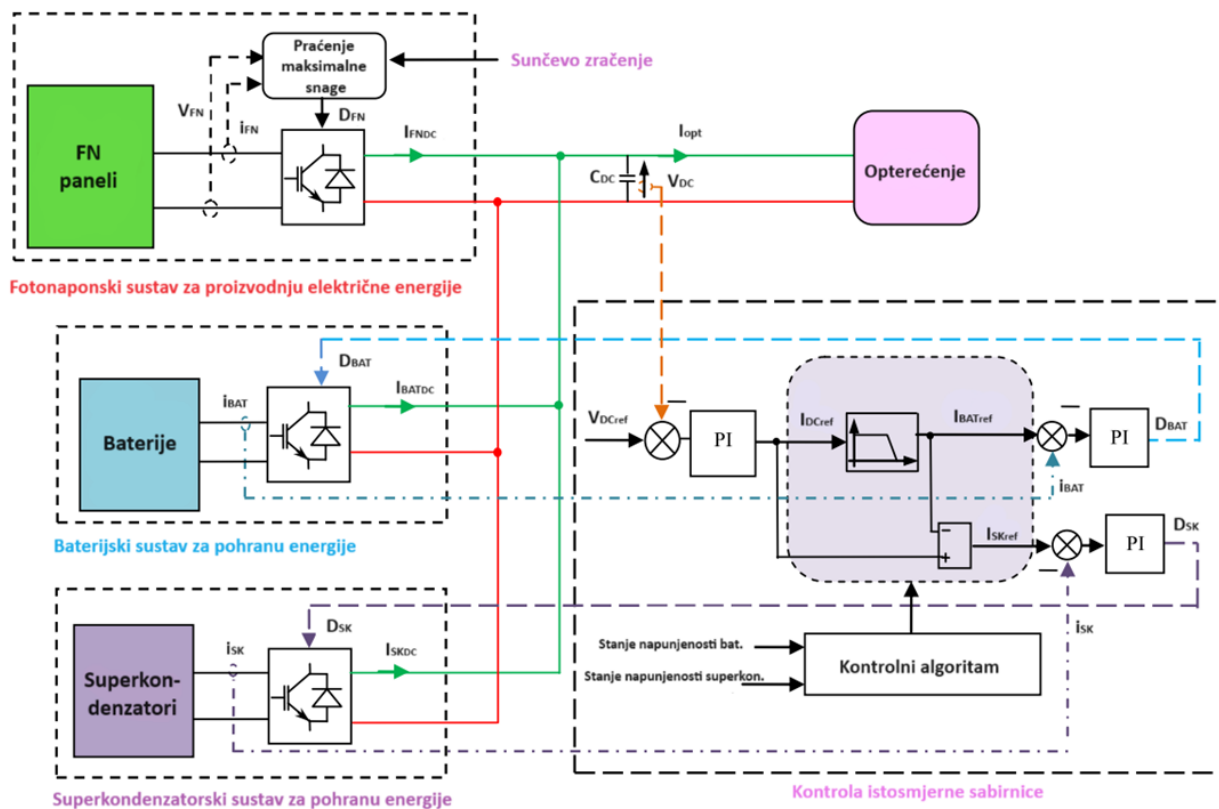 Praćenje
maksimalne
snage
Sunčevo zračenje
VFN
iFN
DFN
FN
paneli
IFNDC
Iopt
CDC
VDC
Opterećenje
Fotonaponski sustav za proizvodnju električne energije
DBAT
iBAT
IBATDC
Baterije
VDCref
PI
IDCref
IBATref
PI
DBAT
iBAT
Baterijski sustav za pohranu energije
ISKref
PI
DSK
DSK
iSK
ISKDC
iSK
Superkon-
denzatori
Stanje napunjenosti bat.
Stanje napunjenosti superkon.
Kontrolni algoritam
Superkondenzatorski sustav za pohranu energije
Kontrola istosmjerne sabirnice